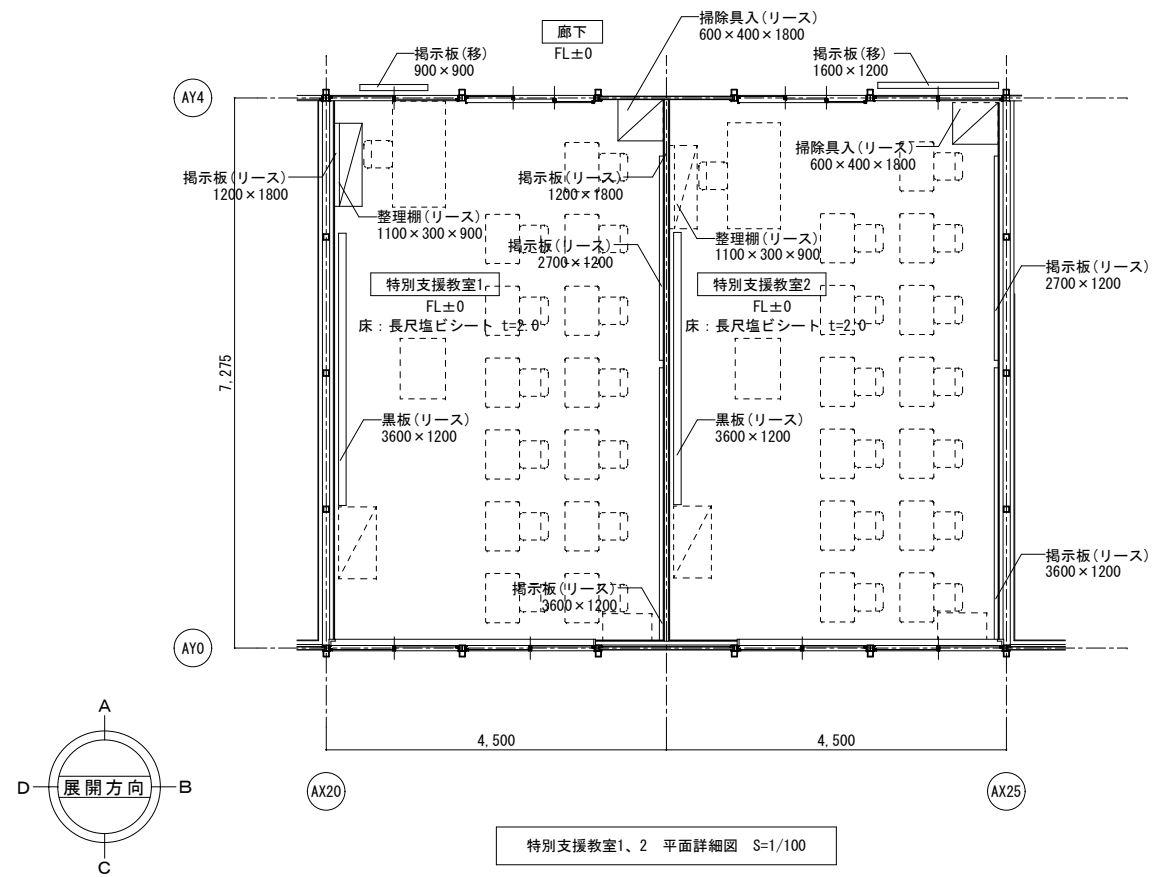 廊下
FL±0
掃除具入(リース)
600×400×1800
掲示板(移)
900×900
掲示板(移)
1600×1200
AY4
掃除具入(リース)
600×400×1800
掲示板(リース)
1200×1800
掲示板(リース)
1200×1800
整理棚(リース)
1100×300×900
整理棚(リース)
1100×300×900
掲示板(リース)
2700×1200
掲示板(リース)
2700×1200
特別支援教室1
FL±0
床：長尺塩ビシート t=2.0
特別支援教室2
FL±0
床：長尺塩ビシート t=2.0
7,275
黒板(リース)
3600×1200
黒板(リース)
3600×1200
掲示板(リース)
3600×1200
掲示板(リース)
3600×1200
AY0
4,500
4,500
A
D
展開方向
B
C
AX20
AX25
特別支援教室1、2 平面詳細図 S=1/100